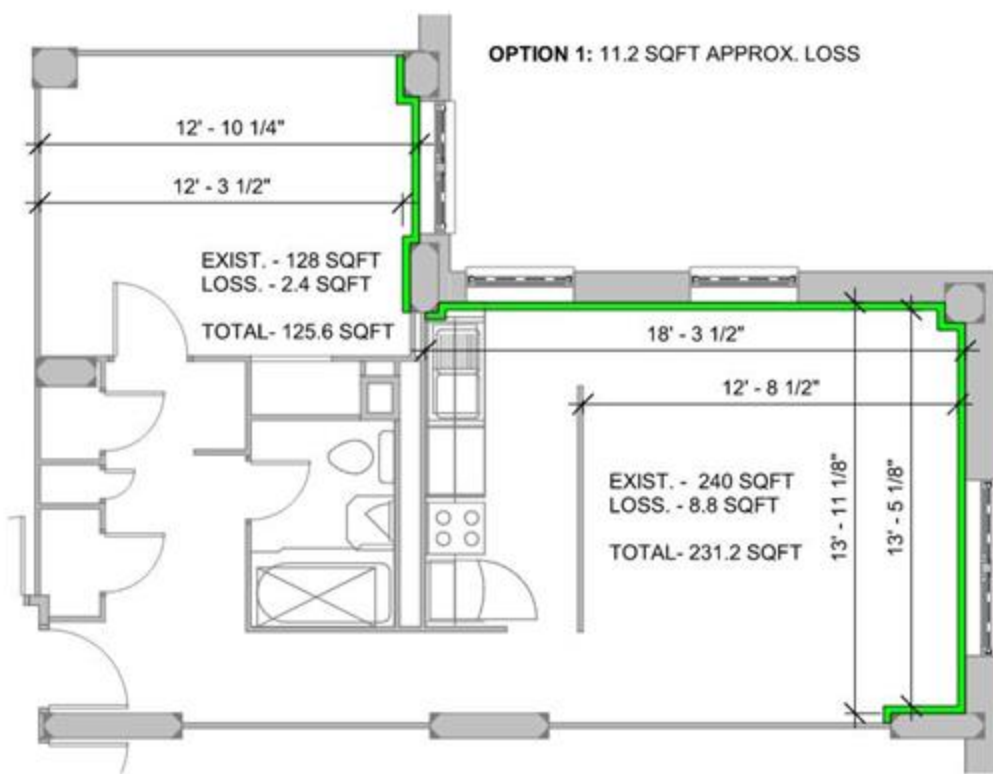 OPTION 1: 11.2 SQFT APPROX. LOSS
12' - 10 1/4"
12' - 3 1/2"
EXIST. - 128 SQFT
LOSS. - 2.4 SQFT
TOTAL- 125.6 SQFT
18' - 3 1/2"
12' - 8 1/2"
EXIST. - 240 SQFT
LOSS. - 8.8 SQFT
TOTAL- 231.2 SQFT
13' - 11 1/8"
13' - 5 1/8"